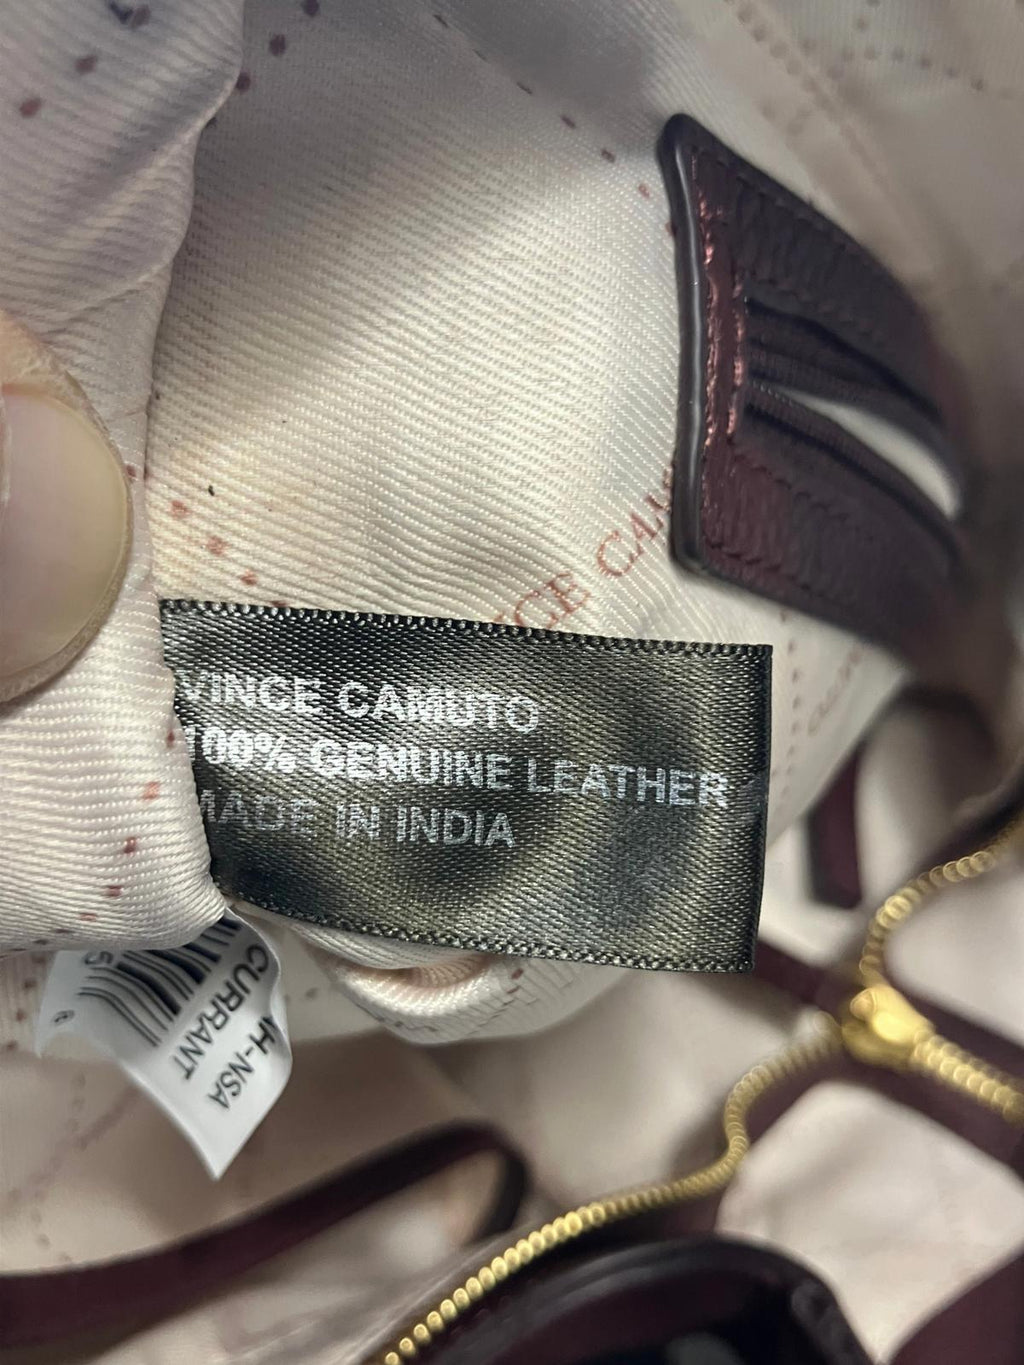 VINCE CAMUTO
100% GENUINE LEATHER
MADE IN INDIA
CURRANT